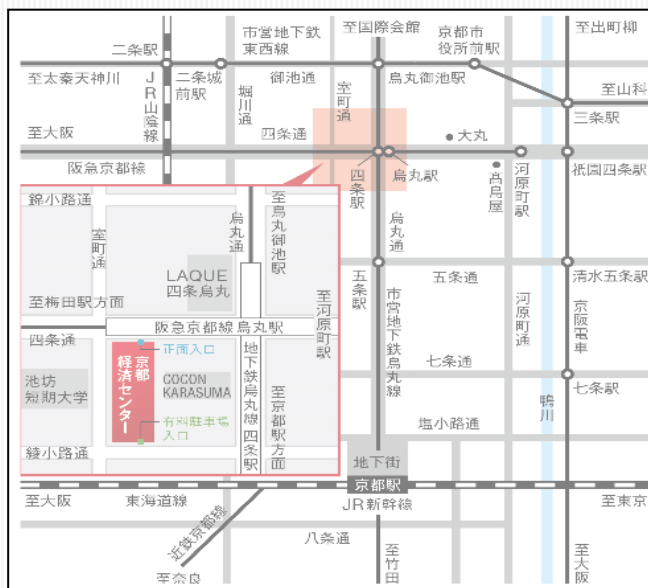 市営地下鉄
東西線
至国際会館
京都市
役所前駅
至出町柳
二条駅
至太秦天神川
JR山陰線
二条城
前駅
堀川通
御池通
室町通
烏丸御池駅
至山科
三条駅
至大阪
四条通
大丸
阪急京都線
四条駅
烏丸駅
烏丸通
髙島屋
河原町駅
祇園四条駅
錦小路通
室町通
烏丸通
至烏丸御池駅
LAQUE
四条烏丸
至梅田駅方面
阪急京都線 烏丸駅
至河原町駅
四条通
正面入口
京都
経済センター
池坊
短期大学
COCON
KARASUMA
地下鉄烏丸線 四条駅
至京都駅方面
有料駐車場
入口
綾小路通
五条駅
五条通
清水五条駅
市営地下鉄烏丸線
河原町通
京阪電車
七条通
七条駅
鴨川
塩小路通
地下街
京都駅
至大阪
東海道線
JR新幹線
至東京
近鉄京都線
八条通
至奈良
至竹田
至大阪